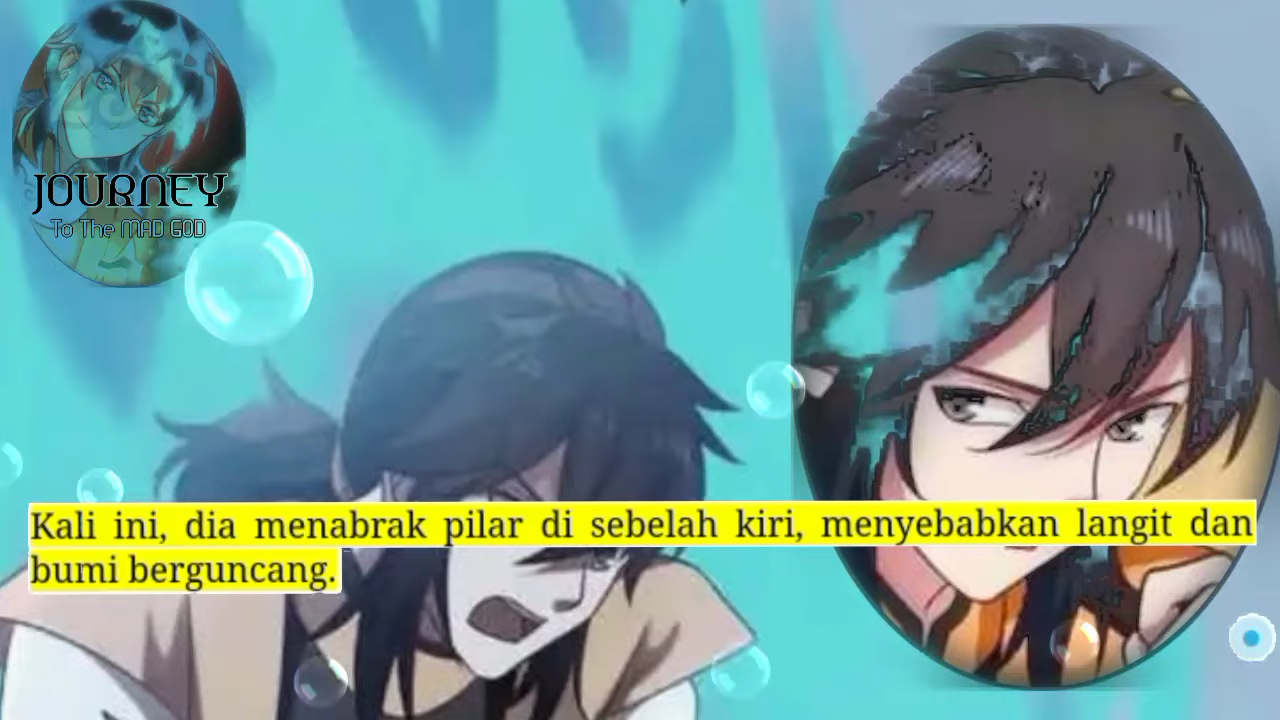 JOURNEY
To The MAD GOD
Kali ini, dia menabrak pilar di sebelah kiri, menyebabkan langit dan
bumi berguncang.